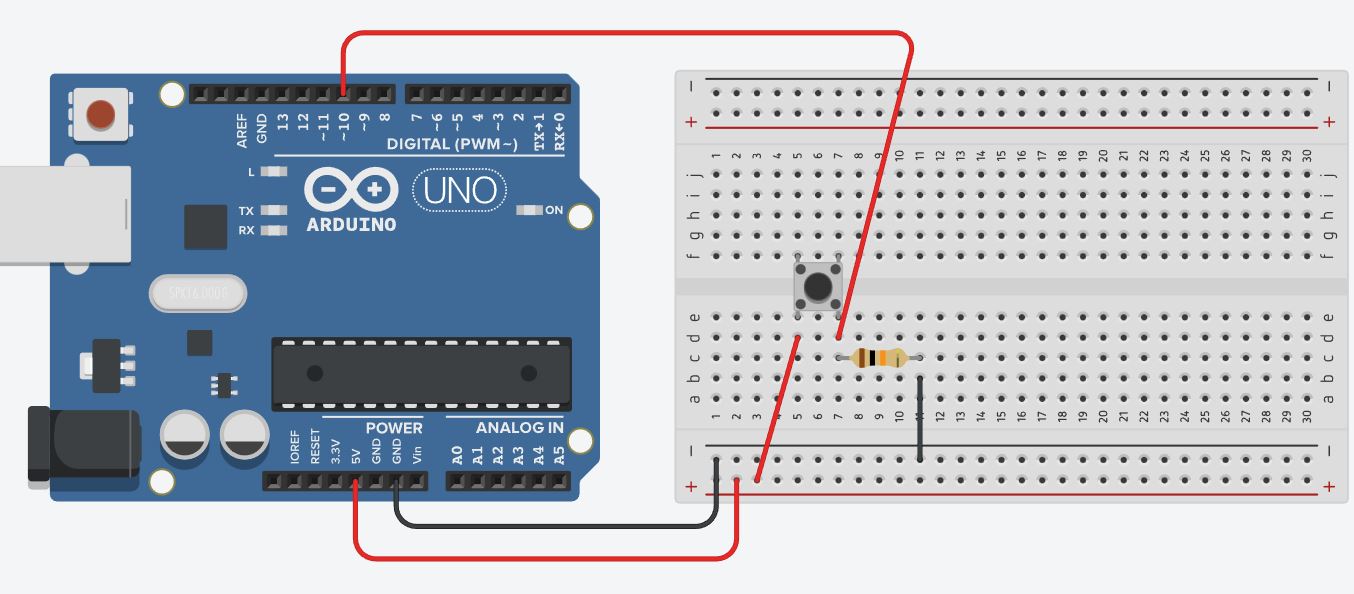 AREF
GND
13
12
~11
~10
~9
8
7
~6
~5
4
~3
2
TX→1
RX←0
DIGITAL (PWM~)
L
TX
RX
UNO
ARDUINO
ON
SPK16.000G
IOREF
RESET
3.3V
5V
GND
GND
Vin
POWER
ANALOG IN
A0
A1
A2
A3
A4
A5
− −
+ +
1 2 3 4 5 6 7 8 9 10 11 12 13 14 15 16 17 18 19 20 21 22 23 24 25 26 27 28 29 30
j j
i i
h h
g g
f f
e e
d d
c c
b b
a a
1 2 3 4 5 6 7 8 9 10 11 12 13 14 15 16 17 18 19 20 21 22 23 24 25 26 27 28 29 30
− −
+ +